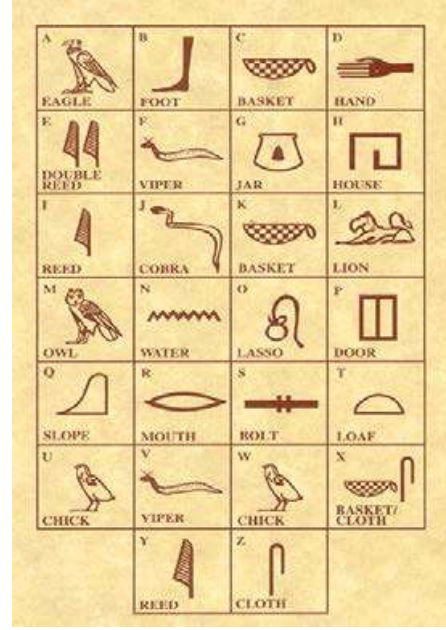 A B C D
EAGLE FOOT BASKET HAND
E F G H
DOUBLE
REED VIPER JAR HOUSE
I J K L
REED COBRA BASKET LION
M N O P
OWL WATER LASSO DOOR
Q R S T
SLOPE MOUTH BOLT LOAF
U V W X
CHICK VIPER CHICK BASKET/
CLOTH
Y Z
REED CLOTH